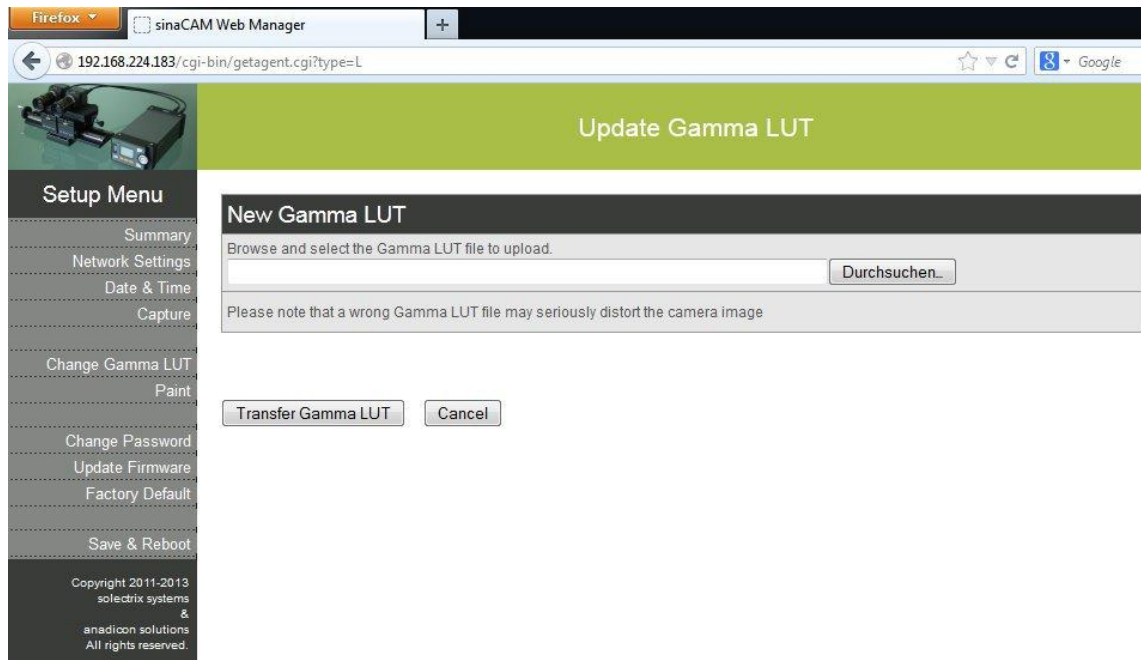 Firefox
sinaCAM Web Manager
192.168.224.183/cgi-bin/getagent.cgi?type=L
Google
Update Gamma LUT
Setup Menu
Summary
Network Settings
Date & Time
Capture
Change Gamma LUT
Paint
Change Password
Update Firmware
Factory Default
Save & Reboot
Copyright 2011-2013
solectrix systems
&
anadicon solutions
All rights reserved.
New Gamma LUT
Browse and select the Gamma LUT file to upload.
Durchsuchen...
Please note that a wrong Gamma LUT file may seriously distort the camera image
Transfer Gamma LUT
Cancel